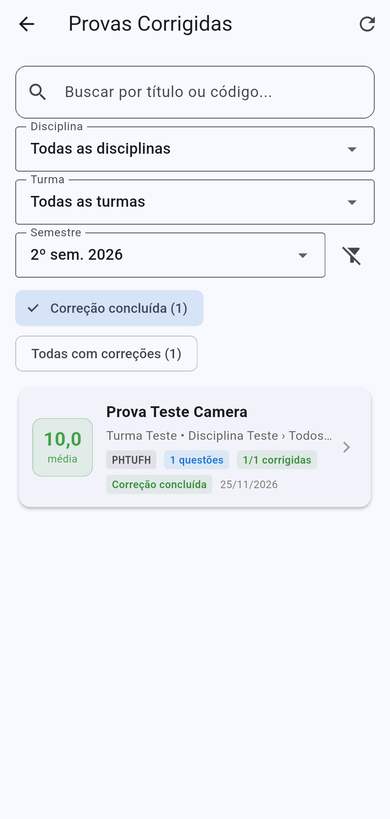 Provas Corrigidas
Buscar por título ou código...
Disciplina
Todas as disciplinas
Turma
Todas as turmas
Semestre
2º sem. 2026
Correção concluída (1)
Todas com correções (1)
10,0
média
Prova Teste Camera
Turma Teste • Disciplina Teste › Todos...
PHTUFH 1 questões 1/1 corrigidas
Correção concluída 25/11/2026